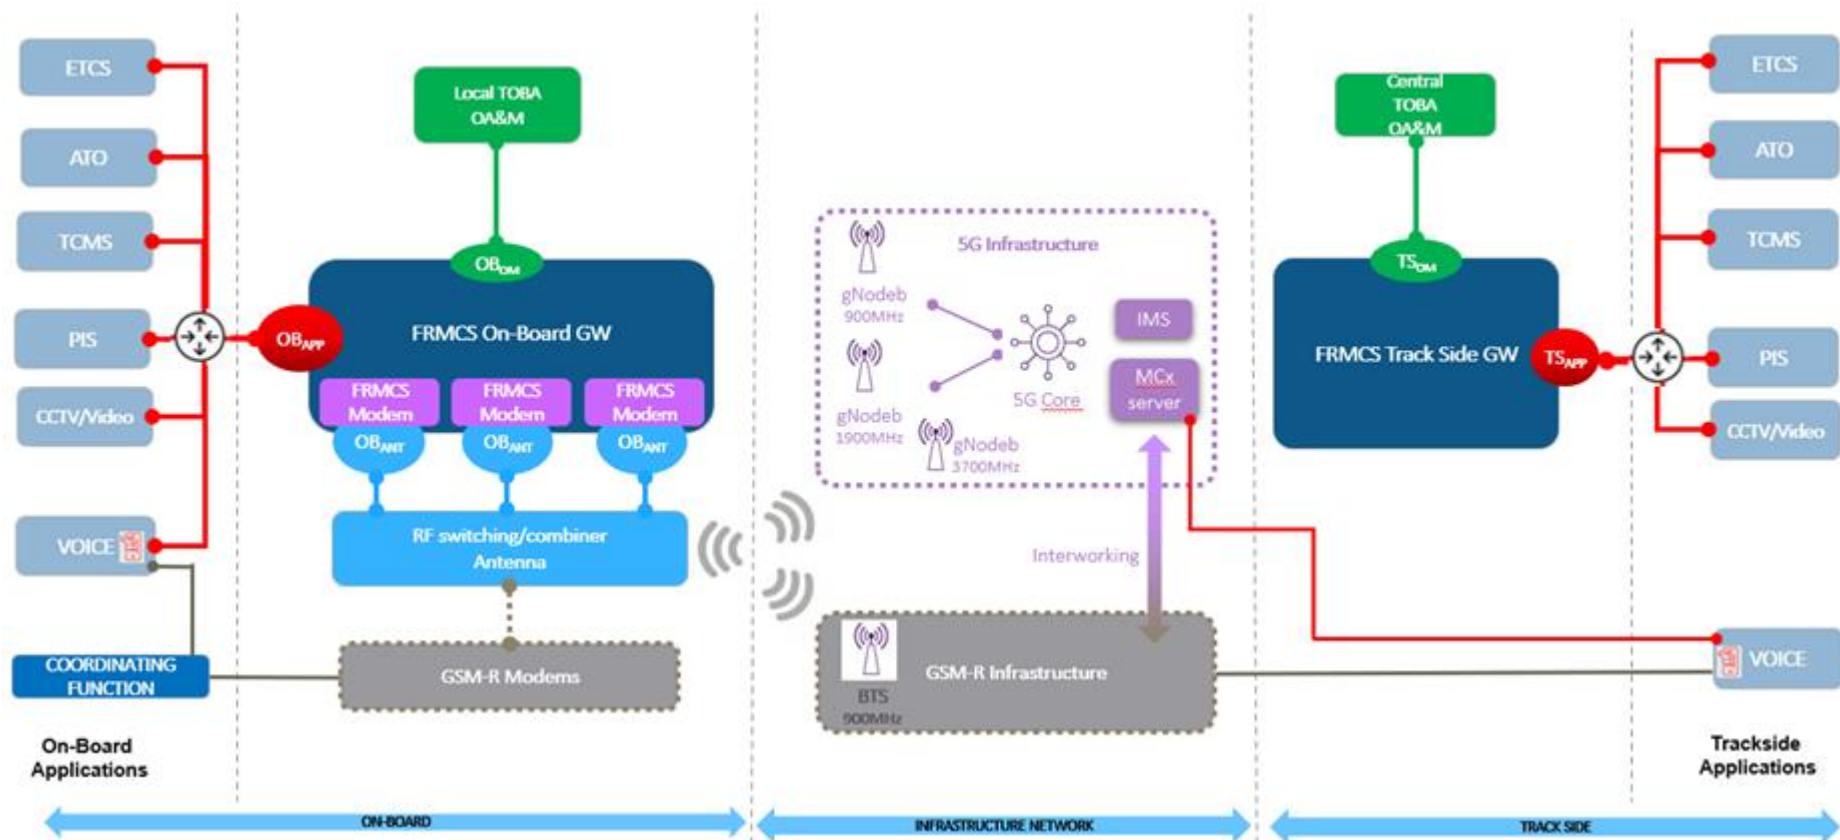 ETCS
ATO
TCMS
PIS
CCTV/Video
VOICE
COORDINATING
FUNCTION
On-Board
Applications
Local TOBA
OA&M
OBOM
FRMCS On-Board GW
OBAPP
FRMCS
Modem
FRMCS
Modem
FRMCS
Modem
OBANT
OBANT
OBANT
RF switching/combiner
Antenna
GSM-R Modems
5G Infrastructure
gNodeb
900MHz
gNodeb
1900MHz
gNodeb
3700MHz
5G Core
IMS
MCx
server
Interworking
GSM-R Infrastructure
BTS
900MHz
Central
TOBA
OA&M
TSOM
FRMCS Track Side GW
TSAPP
ETCS
ATO
TCMS
PIS
CCTV/Video
VOICE
Trackside
Applications
ON-BOARD
INFRASTRUCTURE NETWORK
TRACK SIDE